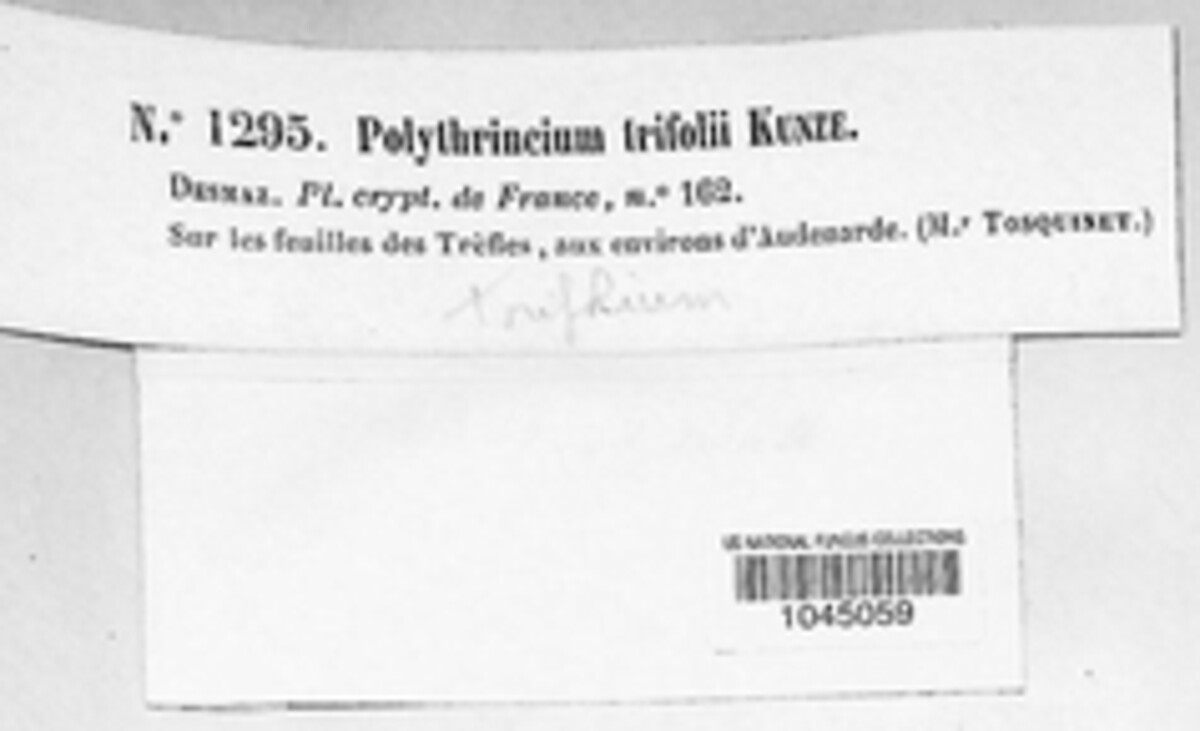 N.° 1295. Polythrincium trifolii KUNZE.
DESMAZ. Pl. crypt. de France, n.° 162.
Sur les feuilles des Trèfles, aux environs d'Audenarde. (M.r TOSQUINET.)
US NATIONAL FUNGUS COLLECTIONS
1045059